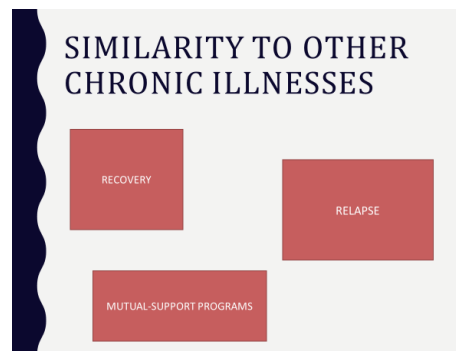 SIMILARITY TO OTHER
CHRONIC ILLNESSES
RECOVERY
RELAPSE
MUTUAL-SUPPORT PROGRAMS